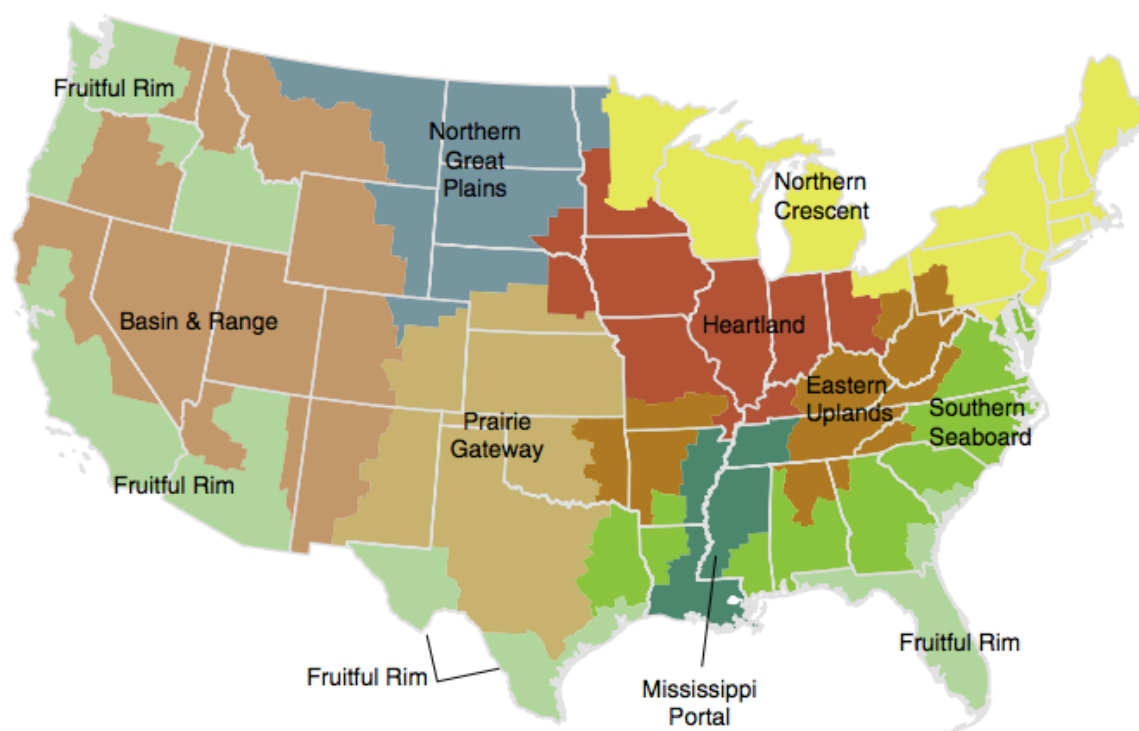 Fruitful Rim
Northern
Great
Plains
Northern
Crescent
Basin & Range
Heartland
Eastern
Uplands
Southern
Seaboard
Prairie
Gateway
Fruitful Rim
Fruitful Rim
Fruitful Rim
Mississippi
Portal